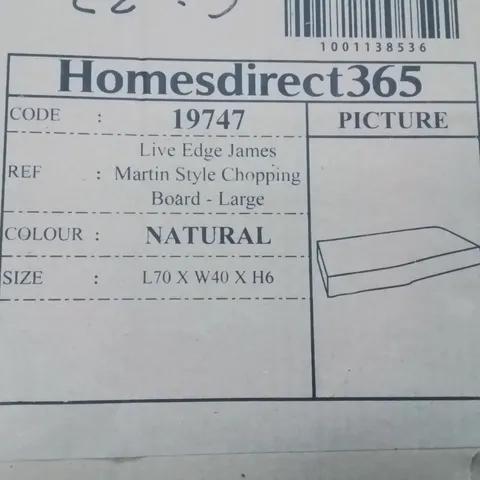 1001138536
Homesdirect365
CODE : 19747 PICTURE
REF : Live Edge James
Martin Style Chopping
Board - Large
COLOUR : NATURAL
SIZE : L70 X W40 X H6